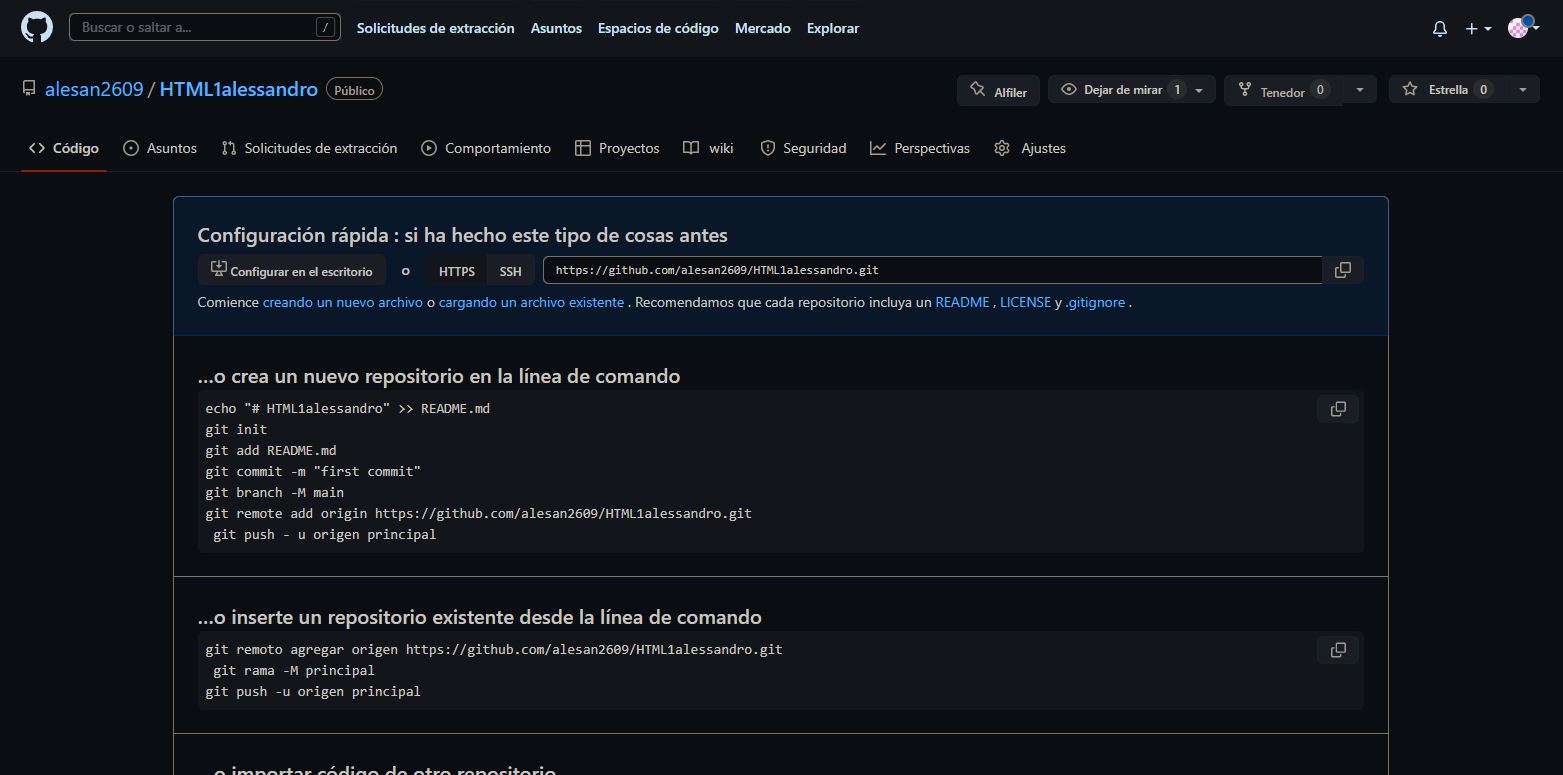 Buscar o saltar a... / Solicitudes de extracción Asuntos Espacios de código Mercado Explorar
alesan2609 / HTML1alessandro Público Alfiler Dejar de mirar 1 Tenedor 0 Estrella 0
Código Asuntos Solicitudes de extracción Comportamiento Proyectos wiki Seguridad Perspectivas Ajustes
Configuración rápida : si ha hecho este tipo de cosas antes
Configurar en el escritorio o HTTPS SSH https://github.com/alesan2609/HTML1alessandro.git
Comience creando un nuevo archivo o cargando un archivo existente . Recomendamos que cada repositorio incluya un README , LICENSE y .gitignore .
...o crea un nuevo repositorio en la línea de comando
echo "# HTML1alessandro" >> README.md
git init
git add README.md
git commit -m "first commit"
git branch -M main
git remote add origin https://github.com/alesan2609/HTML1alessandro.git
git push - u origen principal
...o inserte un repositorio existente desde la línea de comando
git remoto agregar origen https://github.com/alesan2609/HTML1alessandro.git
git rama -M principal
git push -u origen principal
...o importar código de otro repositorio